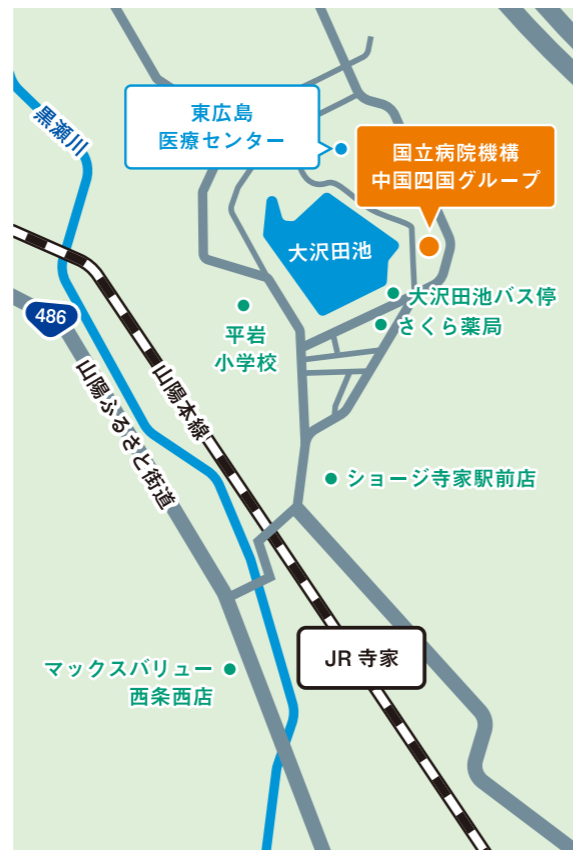 東広島
医療センター
黒瀬川
国立病院機構
中国四国グループ
大沢田池
大沢田池バス停
さくら薬局
486
平岩
小学校
山陽本線
山陽ふるさと街道
ショージ寺家駅前店
JR 寺家
マックスバリュー
西条西店